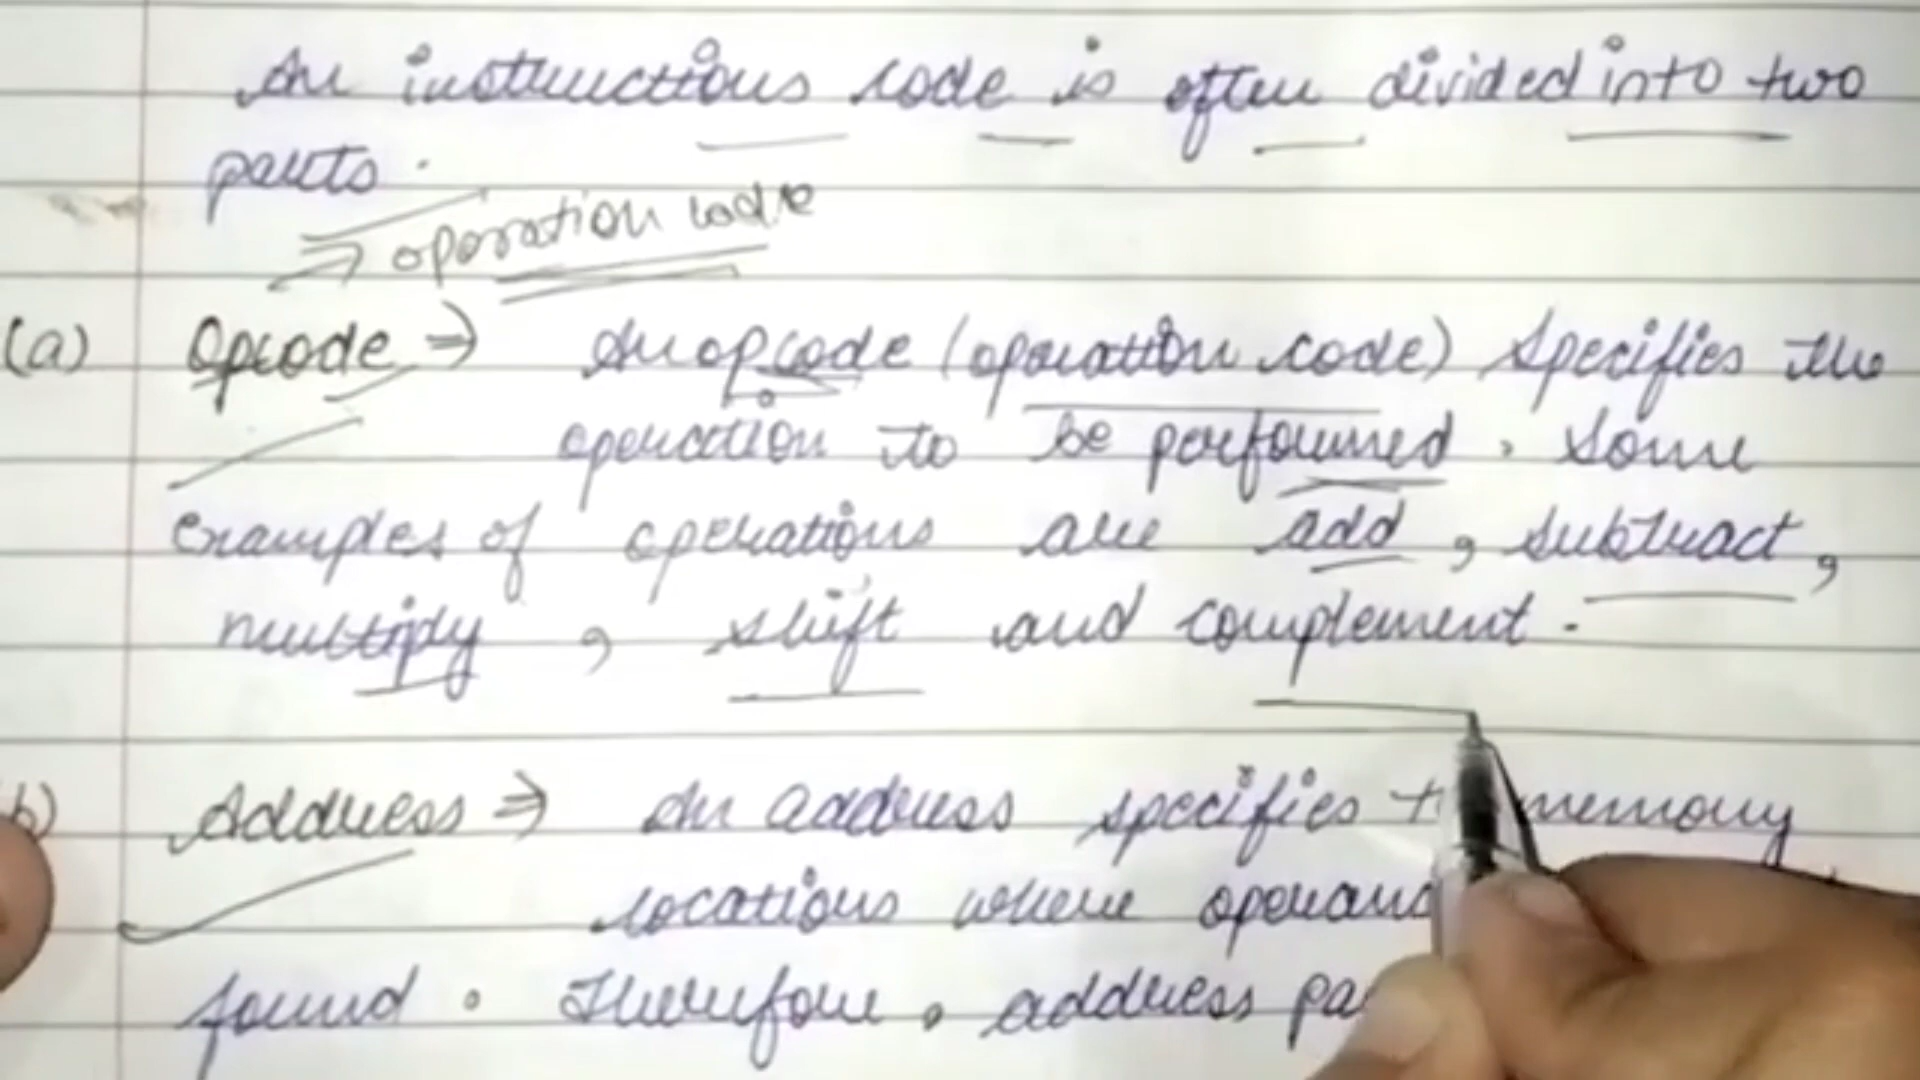 An instructions code is often divided into two
parts.
⇒ operation code
(a) Opcode ⇒ An opcode (operation code) specifies the
operation to be performed. Some
examples of operations are add, subtract,
multiply, shift and complement.
b) Address ⇒ An address specifies memory
locations where
found. Therefore, address